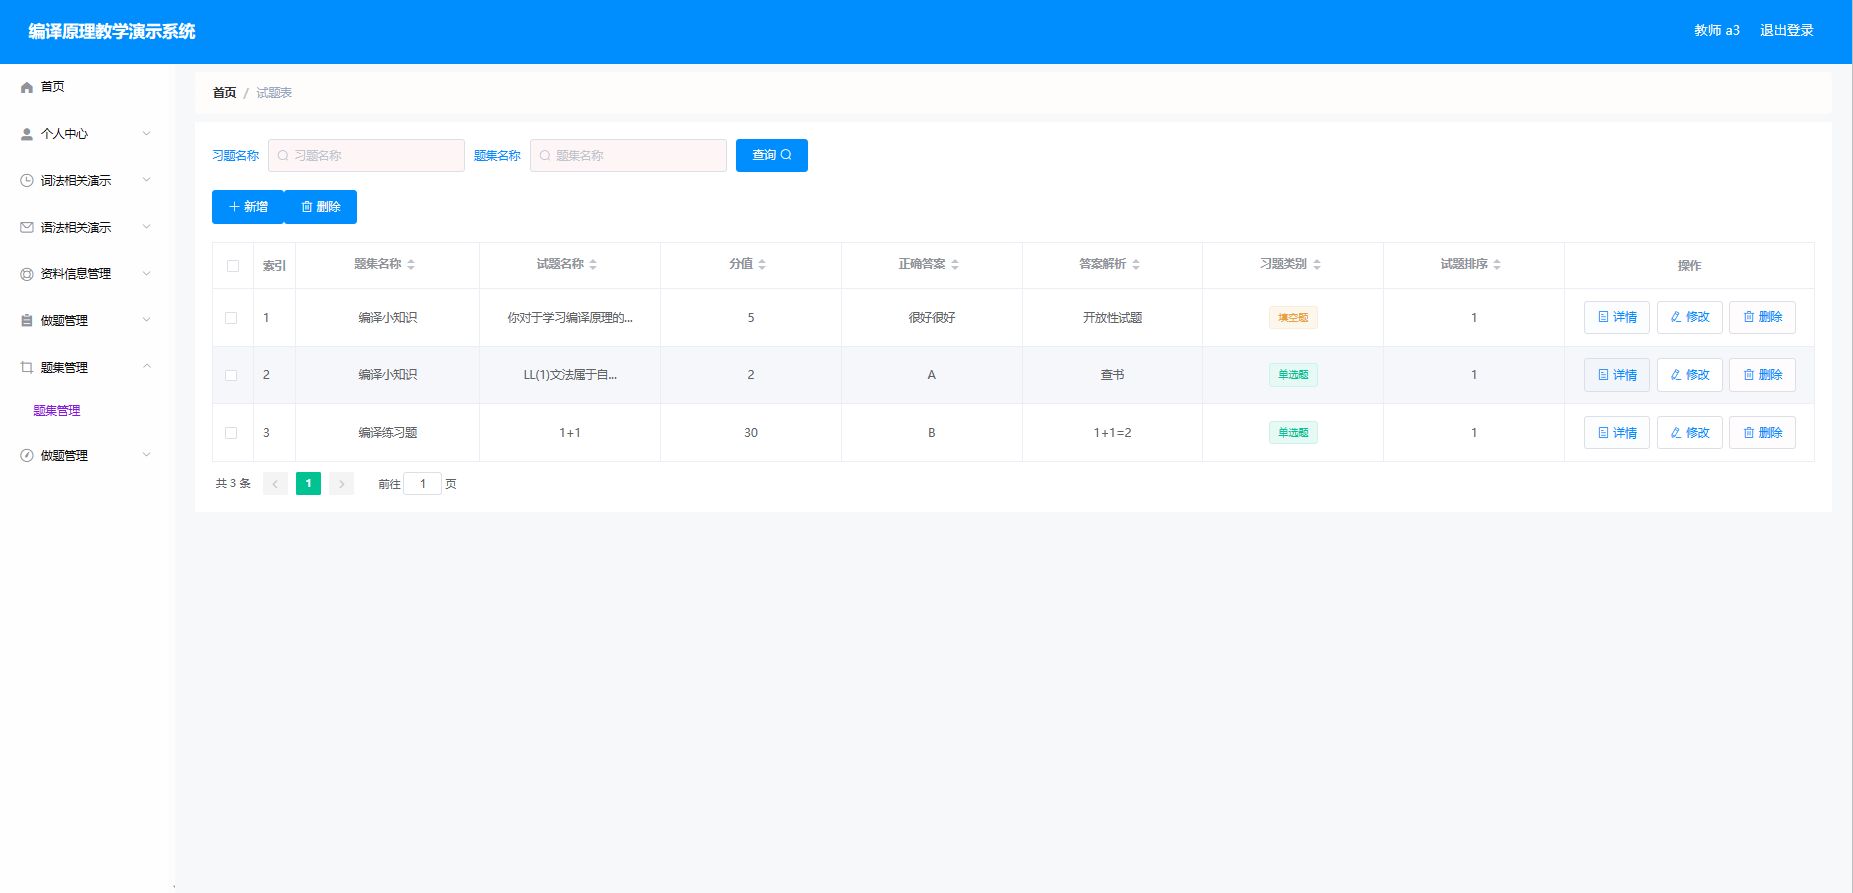 编译原理教学演示系统
教师 a3 退出登录
首页
个人中心
词法相关演示
语法相关演示
资料信息管理
做题管理
题集管理
题集管理
做题管理
首页 / 试题表
习题名称 习题名称 题集名称 题集名称 查询
新增 删除
索引 题集名称 试题名称 分值 正确答案 答案解析 习题类别 试题排序 操作
1 编译小知识 你对于学习编译原理的... 5 很好很好 开放性试题 填空题 1 详情 修改 删除
2 编译小知识 LL(1)文法属于自... 2 A 查书 单选题 1 详情 修改 删除
3 编译练习题 1+1 30 B 1+1=2 单选题 1 详情 修改 删除
共 3 条 1 前往 1 页